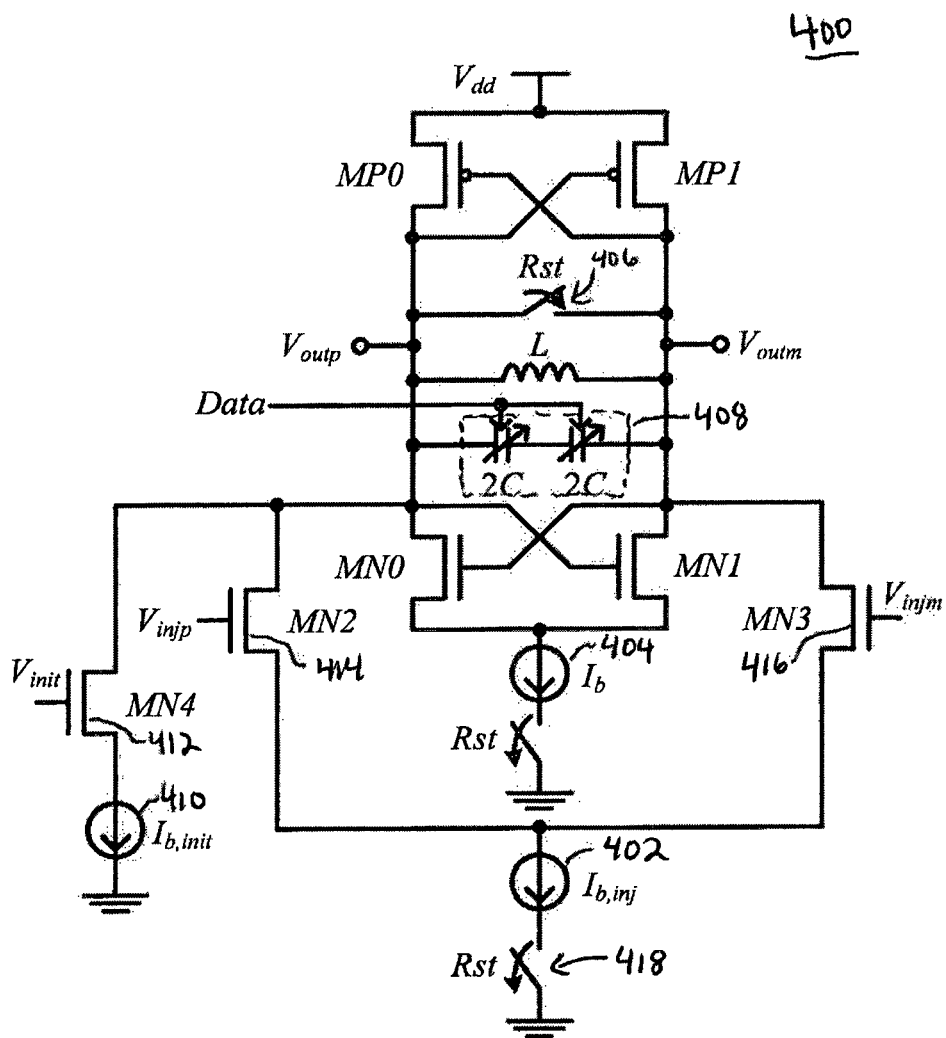 400
V_dd
MP0
MP1
Rst
406
V_outp
L
V_outm
Data
408
2C
2C
MN0
MN1
V_injp
MN2
414
404
I_b
MN3
416
V_injm
V_init
MN4
412
Rst
410
I_b,init
402
I_b,inj
Rst
418